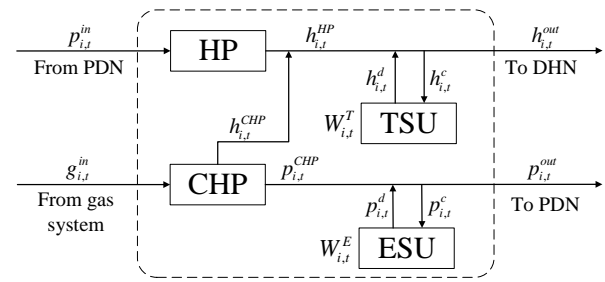 p_{i,t}^{in}
From PDN
HP
h_{i,t}^{HP}
h_{i,t}^{out}
To DHN
h_{i,t}^{d}
h_{i,t}^{c}
h_{i,t}^{CHP}
W_{i,t}^{T}
TSU
g_{i,t}^{in}
From gas
system
CHP
p_{i,t}^{CHP}
p_{i,t}^{out}
To PDN
p_{i,t}^{d}
p_{i,t}^{c}
W_{i,t}^{E}
ESU